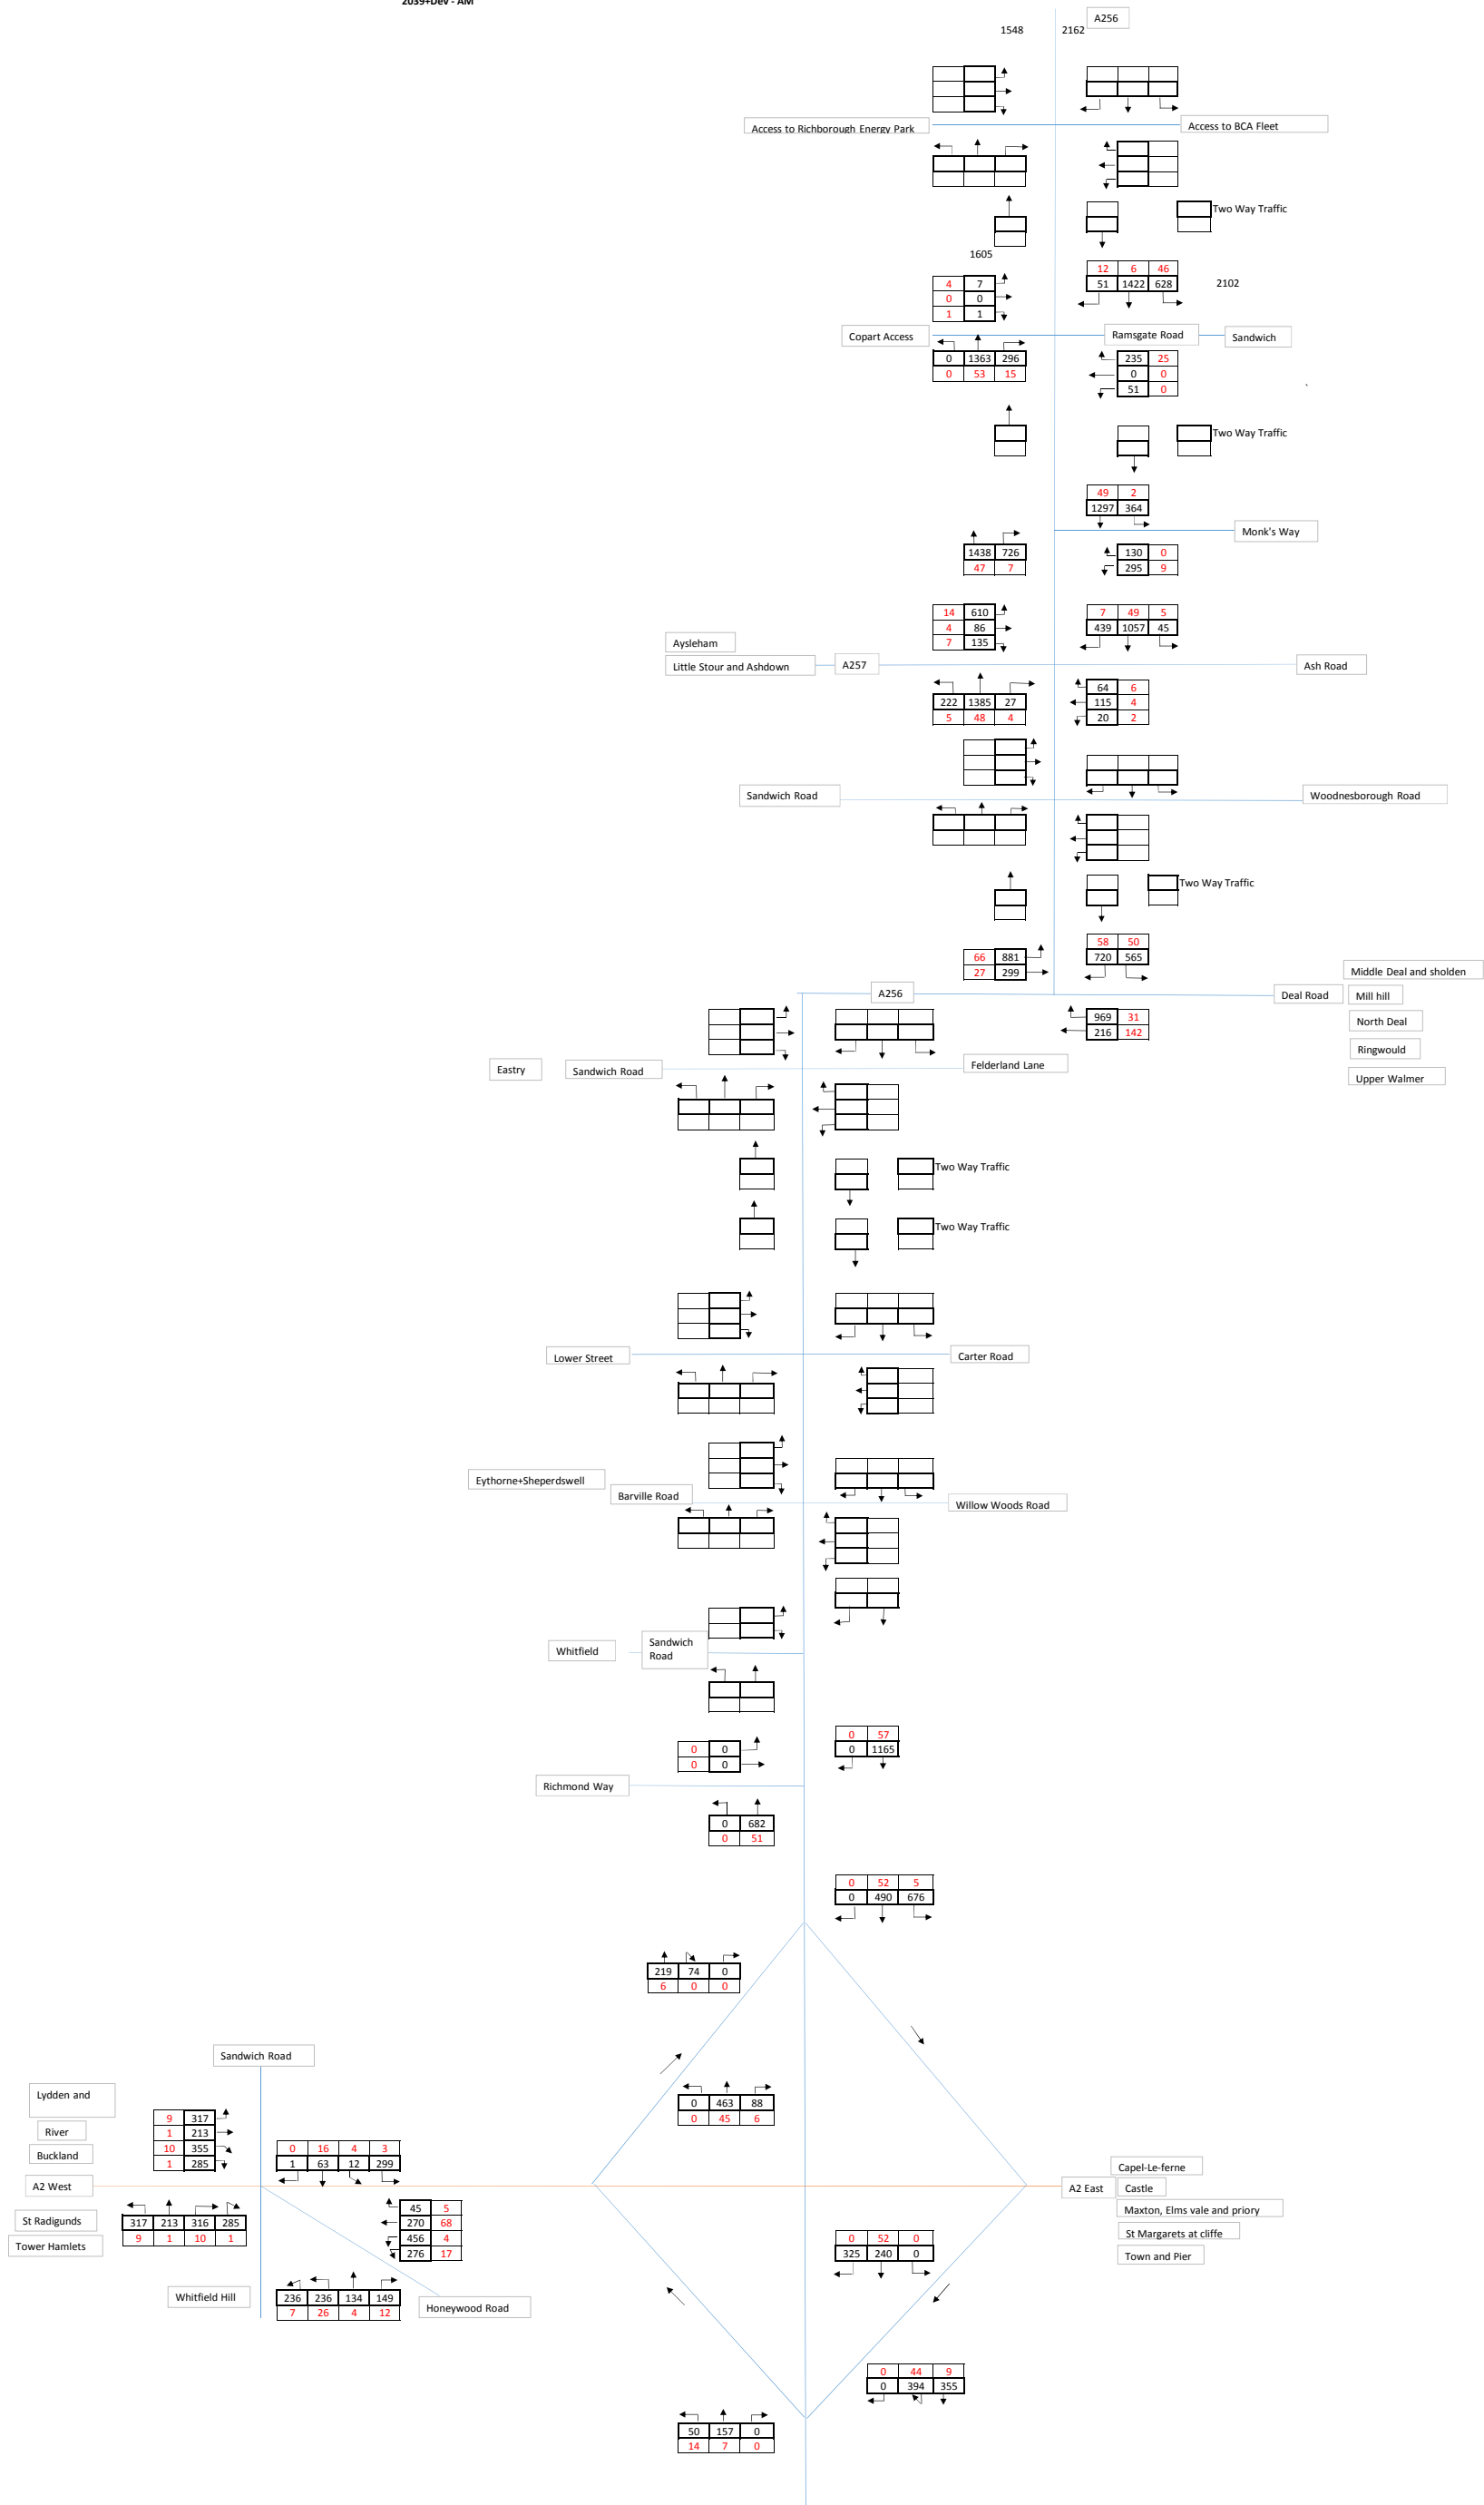 2039+Dev - AM
A256
1548 2162
Access to Richborough Energy Park
Access to BCA Fleet
Two Way Traffic
1605
12 6 46
4 7
51 1422 628
2102
0 0
1 1
Copart Access
Ramsgate Road
Sandwich
0 1363 296
235 25
0 53 15
0 0
51 0
Two Way Traffic
49 2
1297 364
Monk's Way
1438 726
130 0
47 7
295 9
14 610
7 49 5
4 86
439 1057 45
7 135
Aysleham
Little Stour and Ashdown
A257
Ash Road
222 1385 27
64 6
5 48 4
115 4
20 2
Sandwich Road
Woodnesborough Road
Two Way Traffic
58 50
66 881
720 565
27 299
Middle Deal and sholden
A256
Deal Road
Mill hill
969 31
North Deal
216 142
Ringwould
Eastry
Sandwich Road
Felderland Lane
Upper Walmer
Two Way Traffic
Two Way Traffic
Lower Street
Carter Road
Eythorne+Sheperdswell
Barville Road
Willow Woods Road
Whitfield
Sandwich
Road
0 57
0 0
0 1165
0 0
Richmond Way
0 682
0 51
0 52 5
0 490 676
219 74 0
6 0 0
Sandwich Road
Lydden and
0 463 88
9 317
0 45 6
River
1 213
Buckland
10 355
0 16 4 3
1 285
1 63 12 299
Capel-Le-ferne
A2 West
A2 East
Castle
St Radigunds
317 213 316 285
45 5
Maxton, Elms vale and priory
9 1 10 1
270 68
St Margarets at cliffe
Tower Hamlets
456 4
0 52 0
276 17
325 240 0
Town and Pier
Whitfield Hill
236 236 134 149
Honeywood Road
7 26 4 12
0 44 9
0 394 355
50 157 0
14 7 0